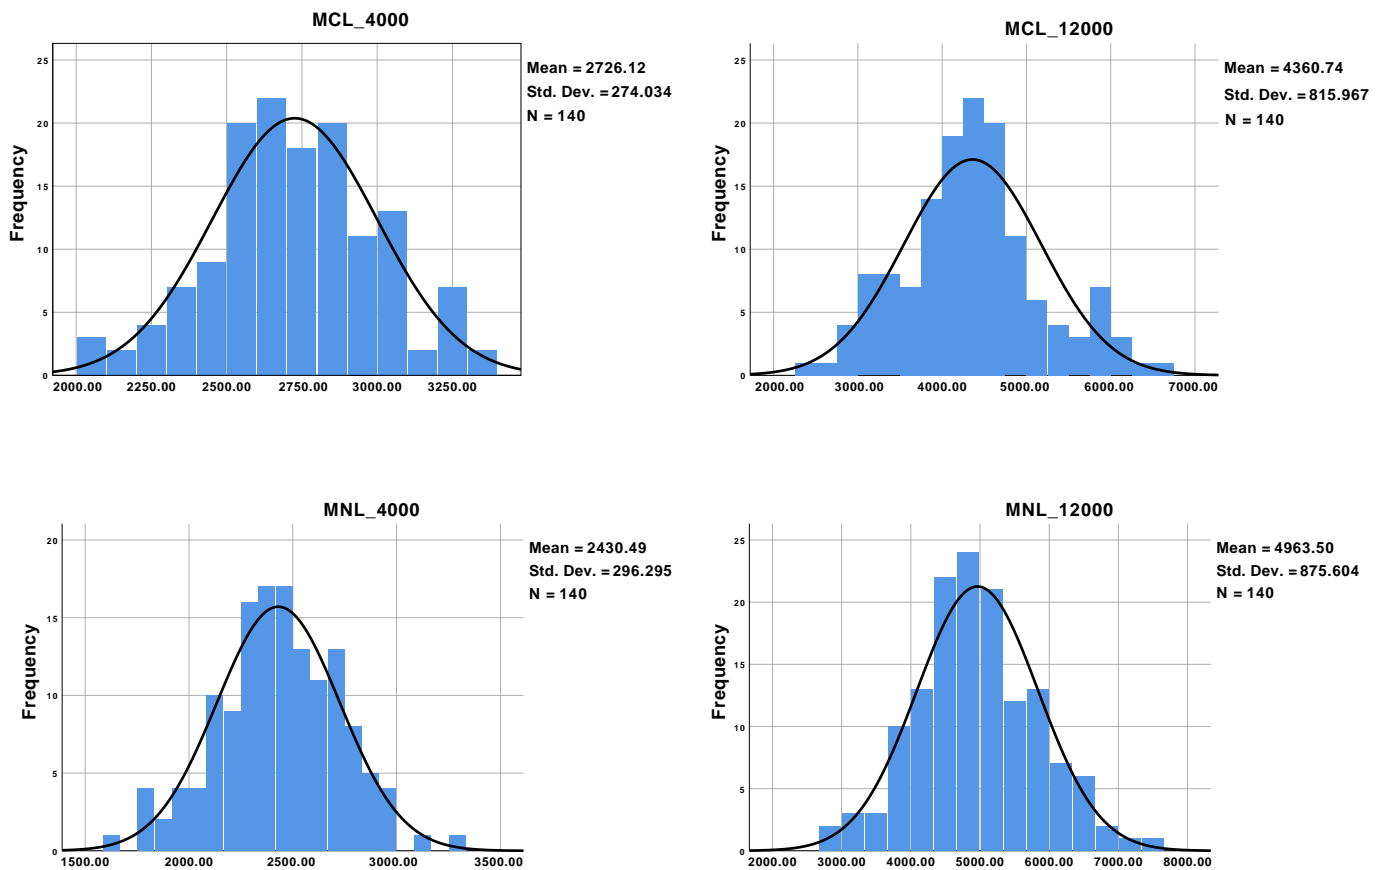 MCL_4000
Mean = 2726.12
Std. Dev. = 274.034
N = 140
Frequency
25
20
15
10
5
0
2000.00 2250.00 2500.00 2750.00 3000.00 3250.00
MCL_12000
Mean = 4360.74
Std. Dev. = 815.967
N = 140
Frequency
25
20
15
10
5
0
2000.00 3000.00 4000.00 5000.00 6000.00 7000.00
MNL_4000
Mean = 2430.49
Std. Dev. = 296.295
N = 140
Frequency
20
15
10
5
0
1500.00 2000.00 2500.00 3000.00 3500.00
MNL_12000
Mean = 4963.50
Std. Dev. = 875.604
N = 140
Frequency
25
20
15
10
5
0
2000.00 3000.00 4000.00 5000.00 6000.00 7000.00 8000.00